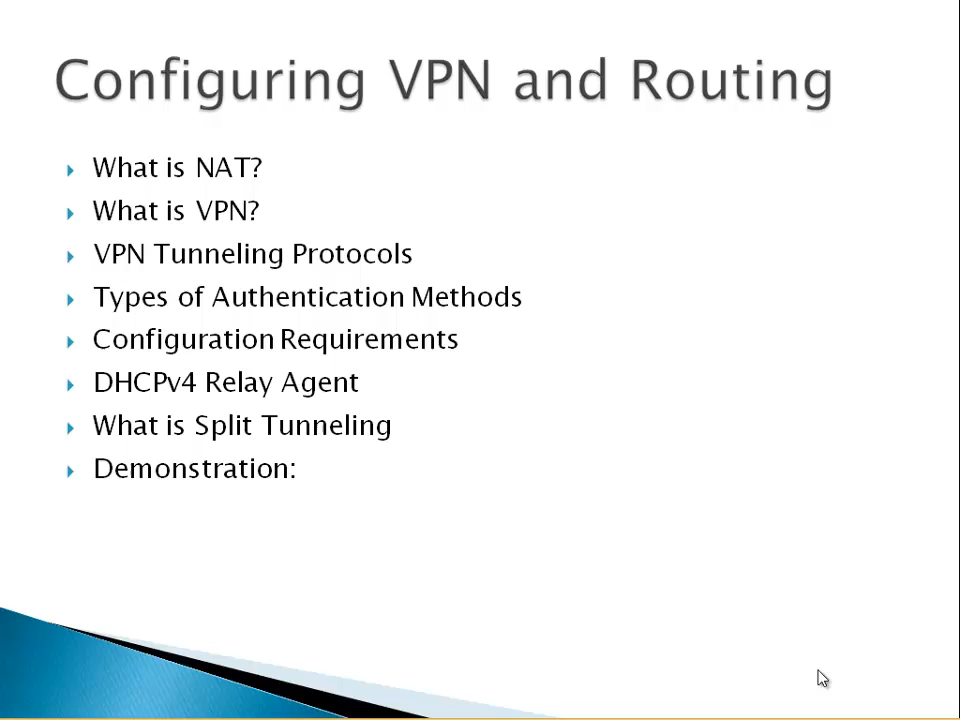 Configuring VPN and Routing
What is NAT?
What is VPN?
VPN Tunneling Protocols
Types of Authentication Methods
Configuration Requirements
DHCPv4 Relay Agent
What is Split Tunneling
Demonstration: